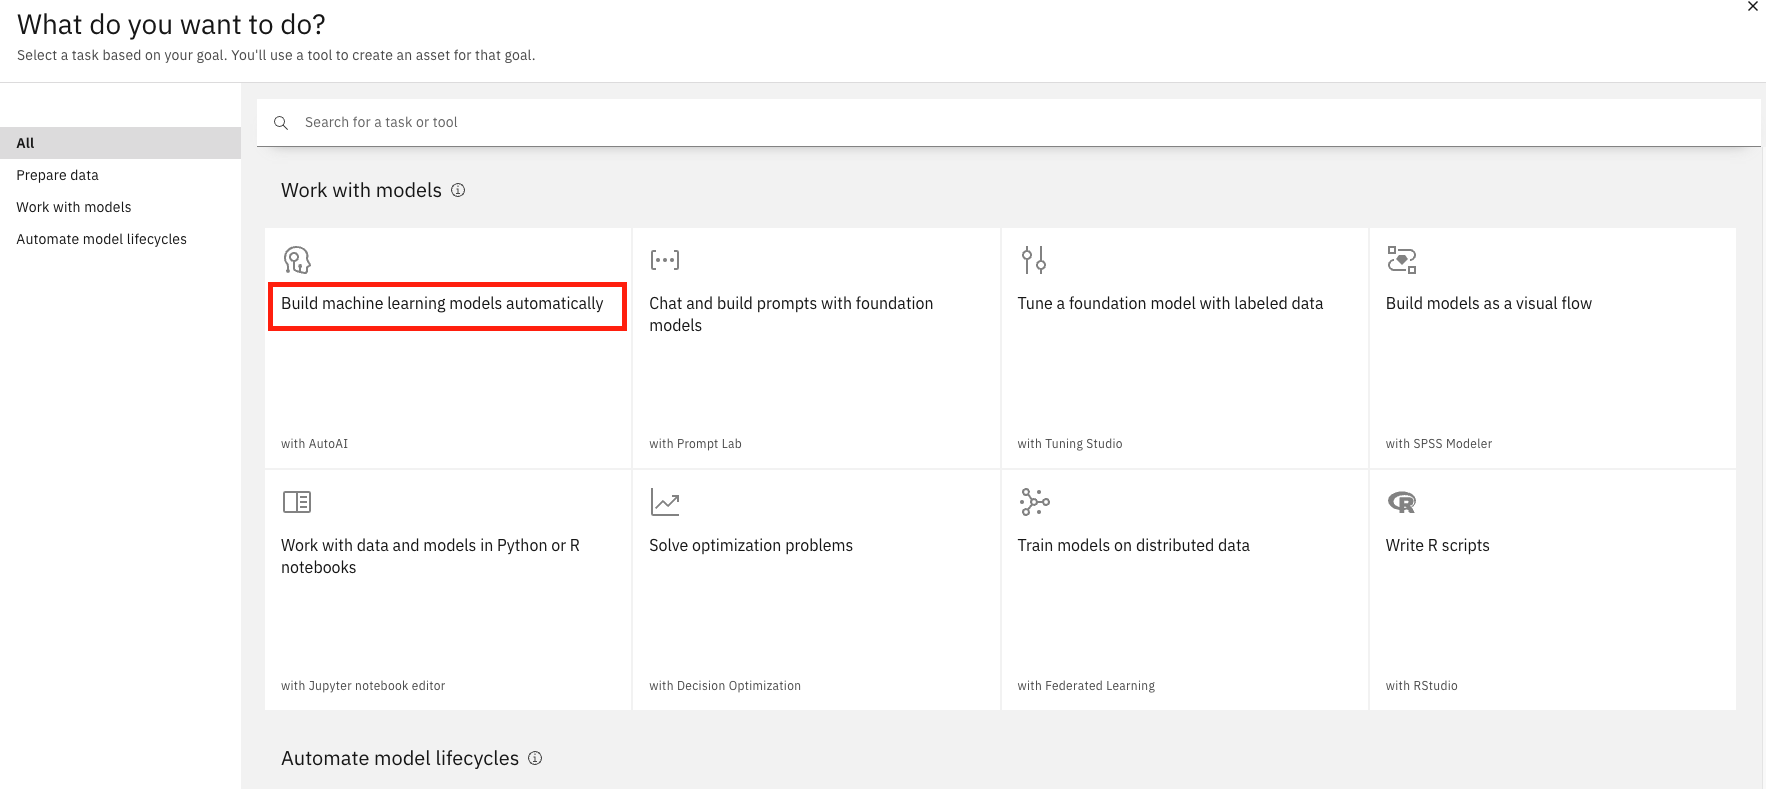 What do you want to do?
Select a task based on your goal. You'll use a tool to create an asset for that goal.
All
Prepare data
Work with models
Automate model lifecycles
Search for a task or tool
Work with models
Build machine learning models automatically
with AutoAI
Chat and build prompts with foundation
models
with Prompt Lab
Tune a foundation model with labeled data
with Tuning Studio
Build models as a visual flow
with SPSS Modeler
Work with data and models in Python or R
notebooks
with Jupyter notebook editor
Solve optimization problems
with Decision Optimization
Train models on distributed data
with Federated Learning
R
Write R scripts
with RStudio
Automate model lifecycles